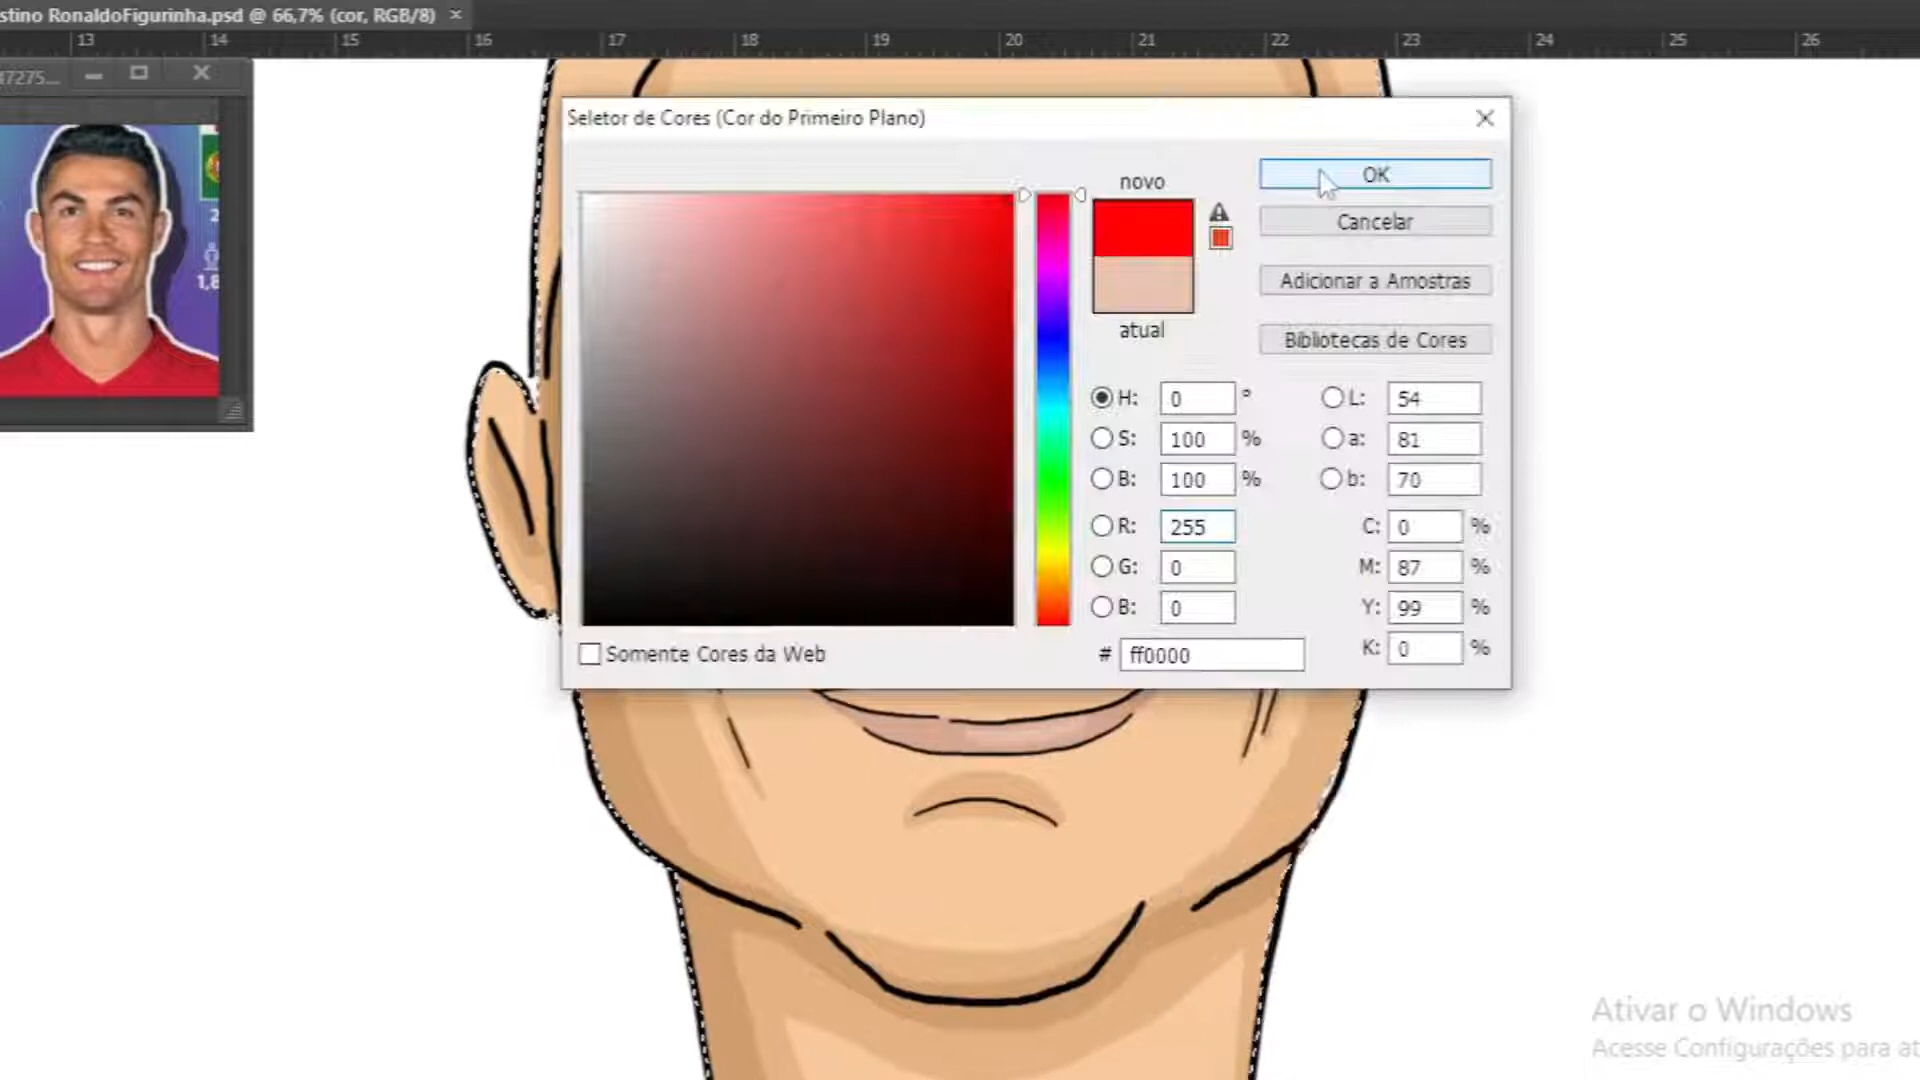 stino RonaldoFigurinha.psd @ 66,7% (cor, RGB/8) ×
13 14 15 16 17 18 19 20 21 22 23 24 25 26
47275...
2
1,8
Seletor de Cores (Cor do Primeiro Plano)
novo
atual
OK
Cancelar
Adicionar a Amostras
Bibliotecas de Cores
H: 0 °
S: 100 %
B: 100 %
R: 255
G: 0
B: 0
# ff0000
L: 54
a: 81
b: 70
C: 0 %
M: 87 %
Y: 99 %
K: 0 %
Somente Cores da Web
Ativar o Windows
Acesse Configurações para at